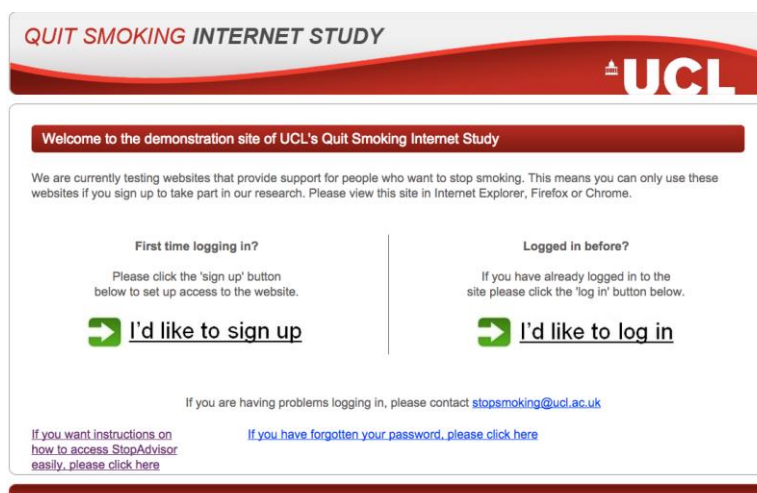 QUIT SMOKING INTERNET STUDY
UCL
Welcome to the demonstration site of UCL's Quit Smoking Internet Study
We are currently testing websites that provide support for people who want to stop smoking. This means you can only use these
websites if you sign up to take part in our research. Please view this site in Internet Explorer, Firefox or Chrome.
First time logging in?
Please click the 'sign up' button
below to set up access to the website.
I'd like to sign up
Logged in before?
If you have already logged in to the
site please click the 'log in' button below.
I'd like to log in
If you are having problems logging in, please contact stopsmoking@ucl.ac.uk
If you want instructions on
how to access StopAdvisor
easily, please click here
If you have forgotten your password, please click here